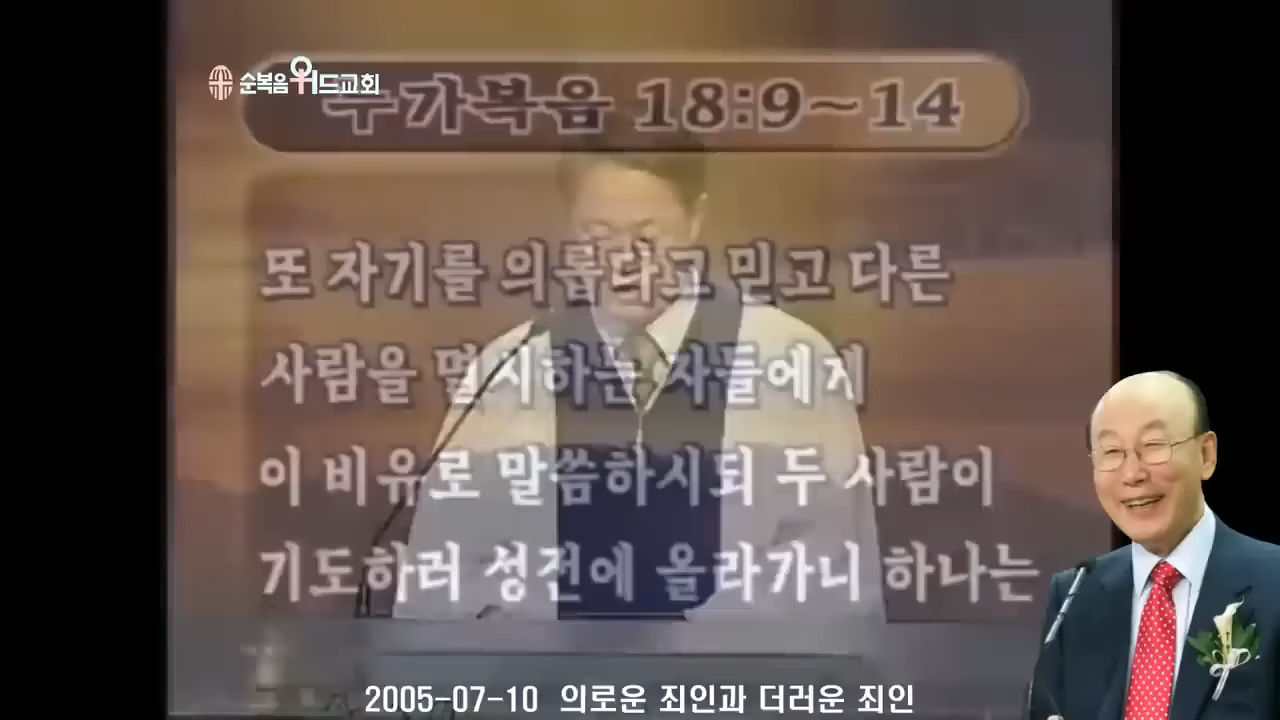 순복음위드교회
누가복음 18:9~14
또 자기를 의롭다고 믿고 다른
사람을 멸시하는 자들에게
이 비유로 말씀하시되 두 사람이
기도하러 성전에 올라가니 하나는
2005-07-10 의로운 죄인과 더러운 죄인